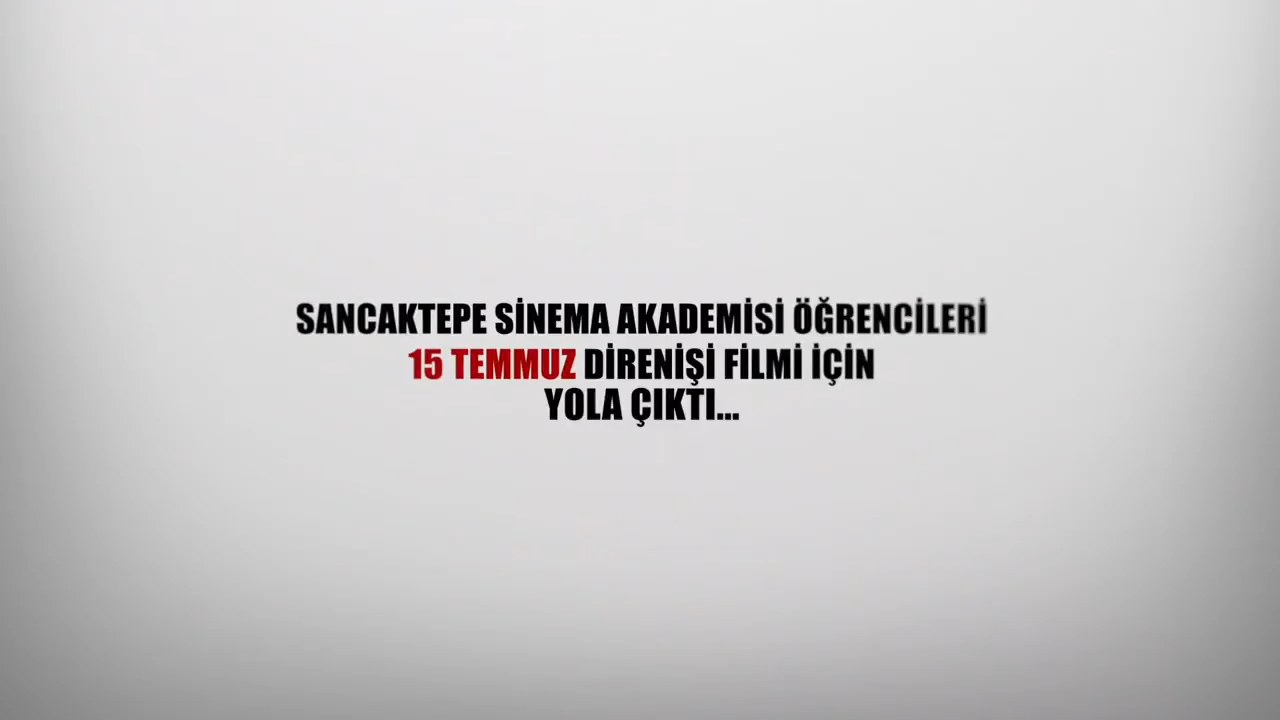 SANCAKTEPE SİNEMA AKADEMİSİ ÖĞRENCİLERİ
15 TEMMUZ DİRENİŞİ FİLMİ İÇİN
YOLA ÇIKTI...